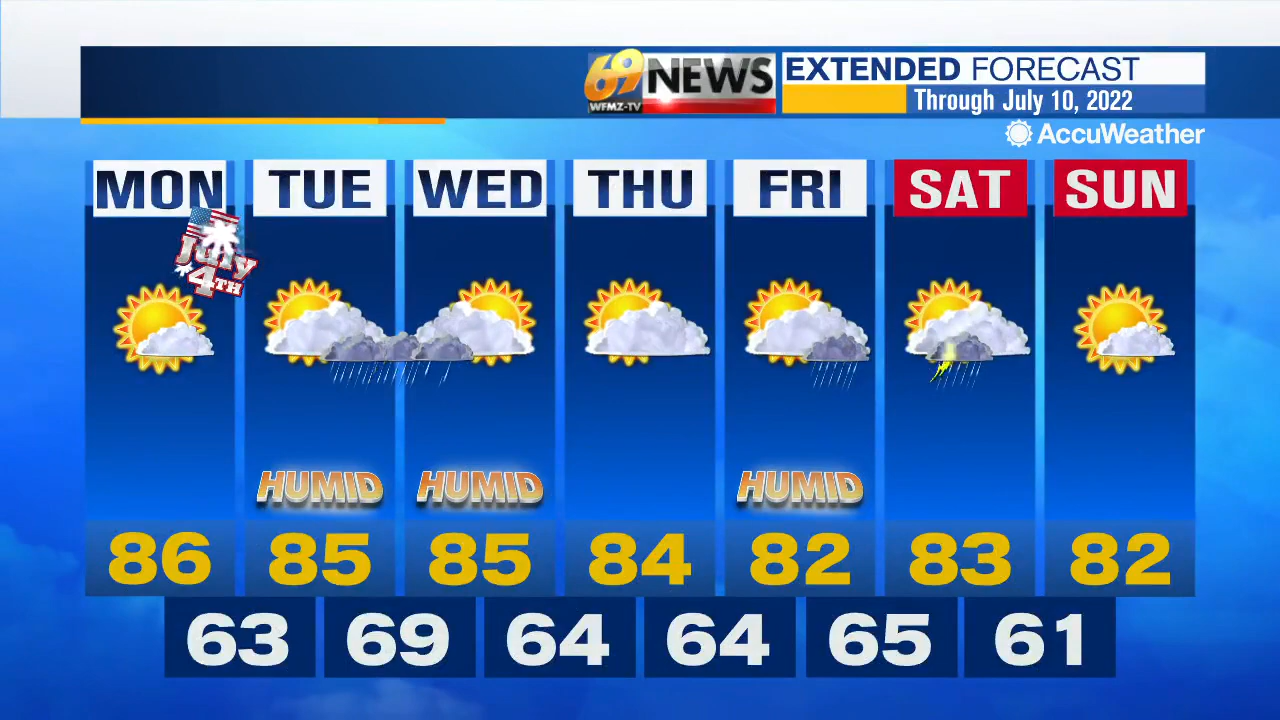 69 NEWS
WFMZ-TV
EXTENDED FORECAST
Through July 10, 2022
AccuWeather
MON TUE WED THU FRI SAT SUN
July
4TH
HUMID HUMID HUMID
86 85 85 84 82 83 82
63 69 64 64 65 61